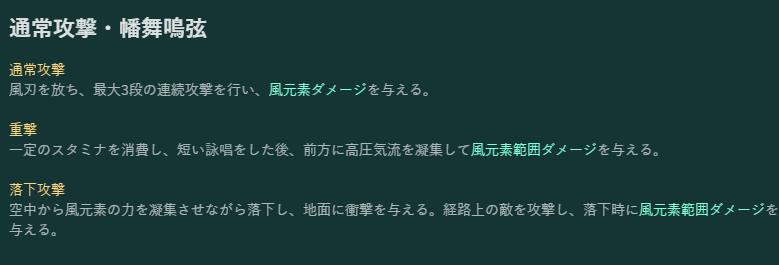 通常攻撃・幡舞鳴弦
通常攻撃
風刃を放ち、最大3段の連続攻撃を行い、風元素ダメージを与える。
重撃
一定のスタミナを消費し、短い詠唱をした後、前方に高圧気流を凝集して風元素範囲ダメージを与える。
落下攻撃
空中から風元素の力を凝集させながら落下し、地面に衝撃を与える。経路上の敵を攻撃し、落下時に風元素範囲ダメージを
与える。